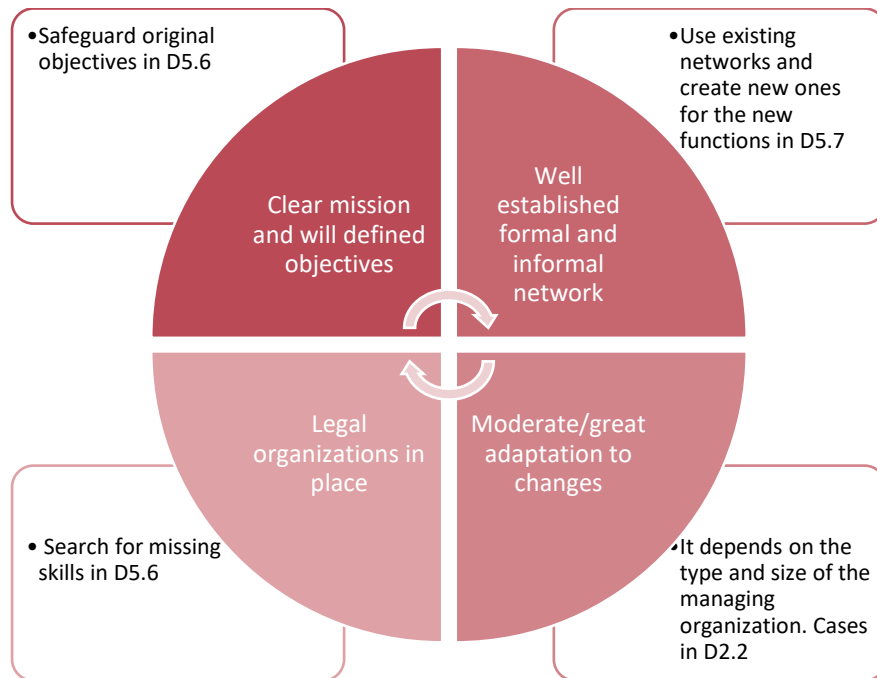 •Safeguard original
objectives in D5.6
•Use existing
networks and
create new ones
for the new
functions in D5.7
Clear mission
and will defined
objectives
Well
established
formal and
informal
network
Legal
organizations in
place
Moderate/great
adaptation to
changes
• Search for missing
skills in D5.6
•It depends on the
type and size of the
managing
organization. Cases
in D2.2